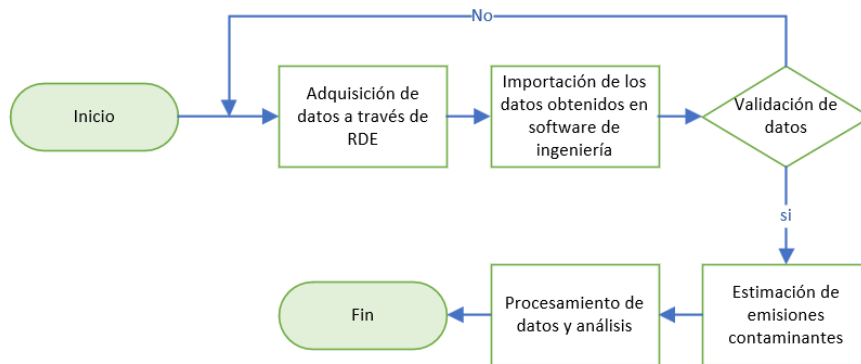 No
Inicio
Adquisición de
datos a través de
RDE
Importación de los
datos obtenidos en
software de
ingeniería
Validación de
datos
si
Estimación de
emisiones
contaminantes
Procesamiento de
datos y análisis
Fin